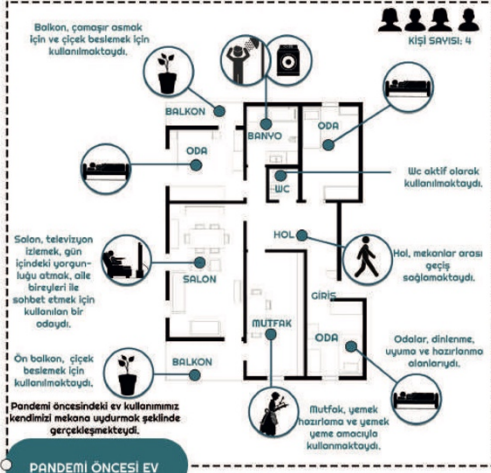 Balkon, çamaşır asmak
için ve çiçek beslemek için
kullanılmaktaydı.
KİŞİ SAYISI: 4
BALKON
BANYO
ODA
ODA
WC
Wc aktif olarak
kullanılmaktaydı.
Salon, televizyon
izlemek, gün
içindeki yorgun-
luğu atmak, aile
bireyleri ile
sohbet etmek için
kullanılan bir
odaydı.
HOL
Hol, mekanlar arası
geçiş
sağlamaktaydı.
SALON
GİRİŞ
MUTFAK
ODA
Odalar, dinlenme,
uyuma ve hazırlanma
alanlarıydı.
Ön balkon, çiçek
beslemek için
kullanılmaktaydı.
BALKON
Pandemi öncesindeki ev kullanımımız
kendimizi mekana uydurmak şeklinde
gerçekleşmekteydi.
Mutfak, yemek
hazırlama ve yemek
yeme amacıyla
kullanmaktaydı.
PANDEMİ ÖNCESİ EV